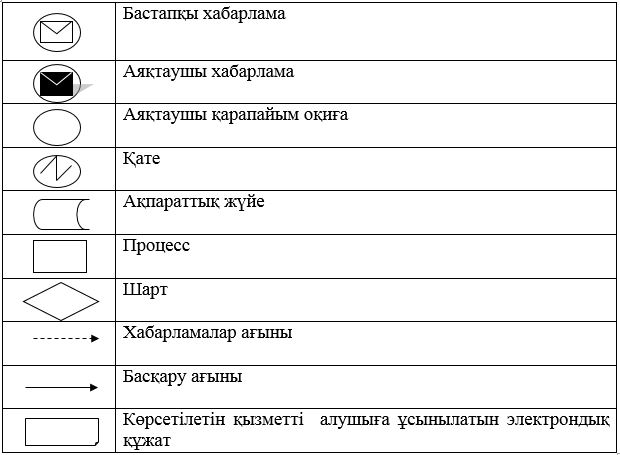 Бастапқы хабарлама
Аяқтаушы хабарлама
Аяқтаушы қарапайым оқиға
Қате
Ақпараттық жүйе
Процесс
Шарт
Хабарламалар ағыны
Басқару ағыны
Көрсетілетін қызметті алушыға ұсынылатын электрондық
құжат